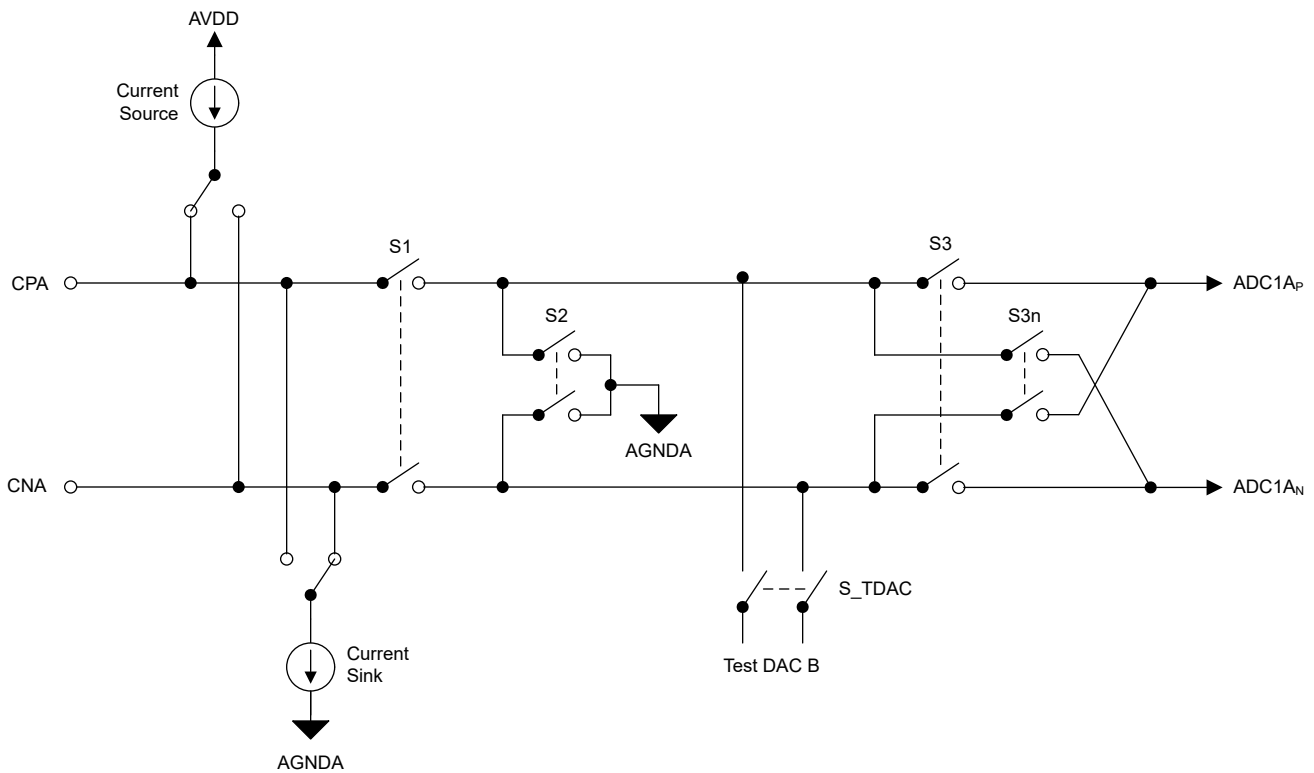 AVDD
Current
Source
S1
S3
CPA
ADC1AP
S2
S3n
AGNDA
CNA
ADC1AN
S_TDAC
Current
Sink
Test DAC B
AGNDA